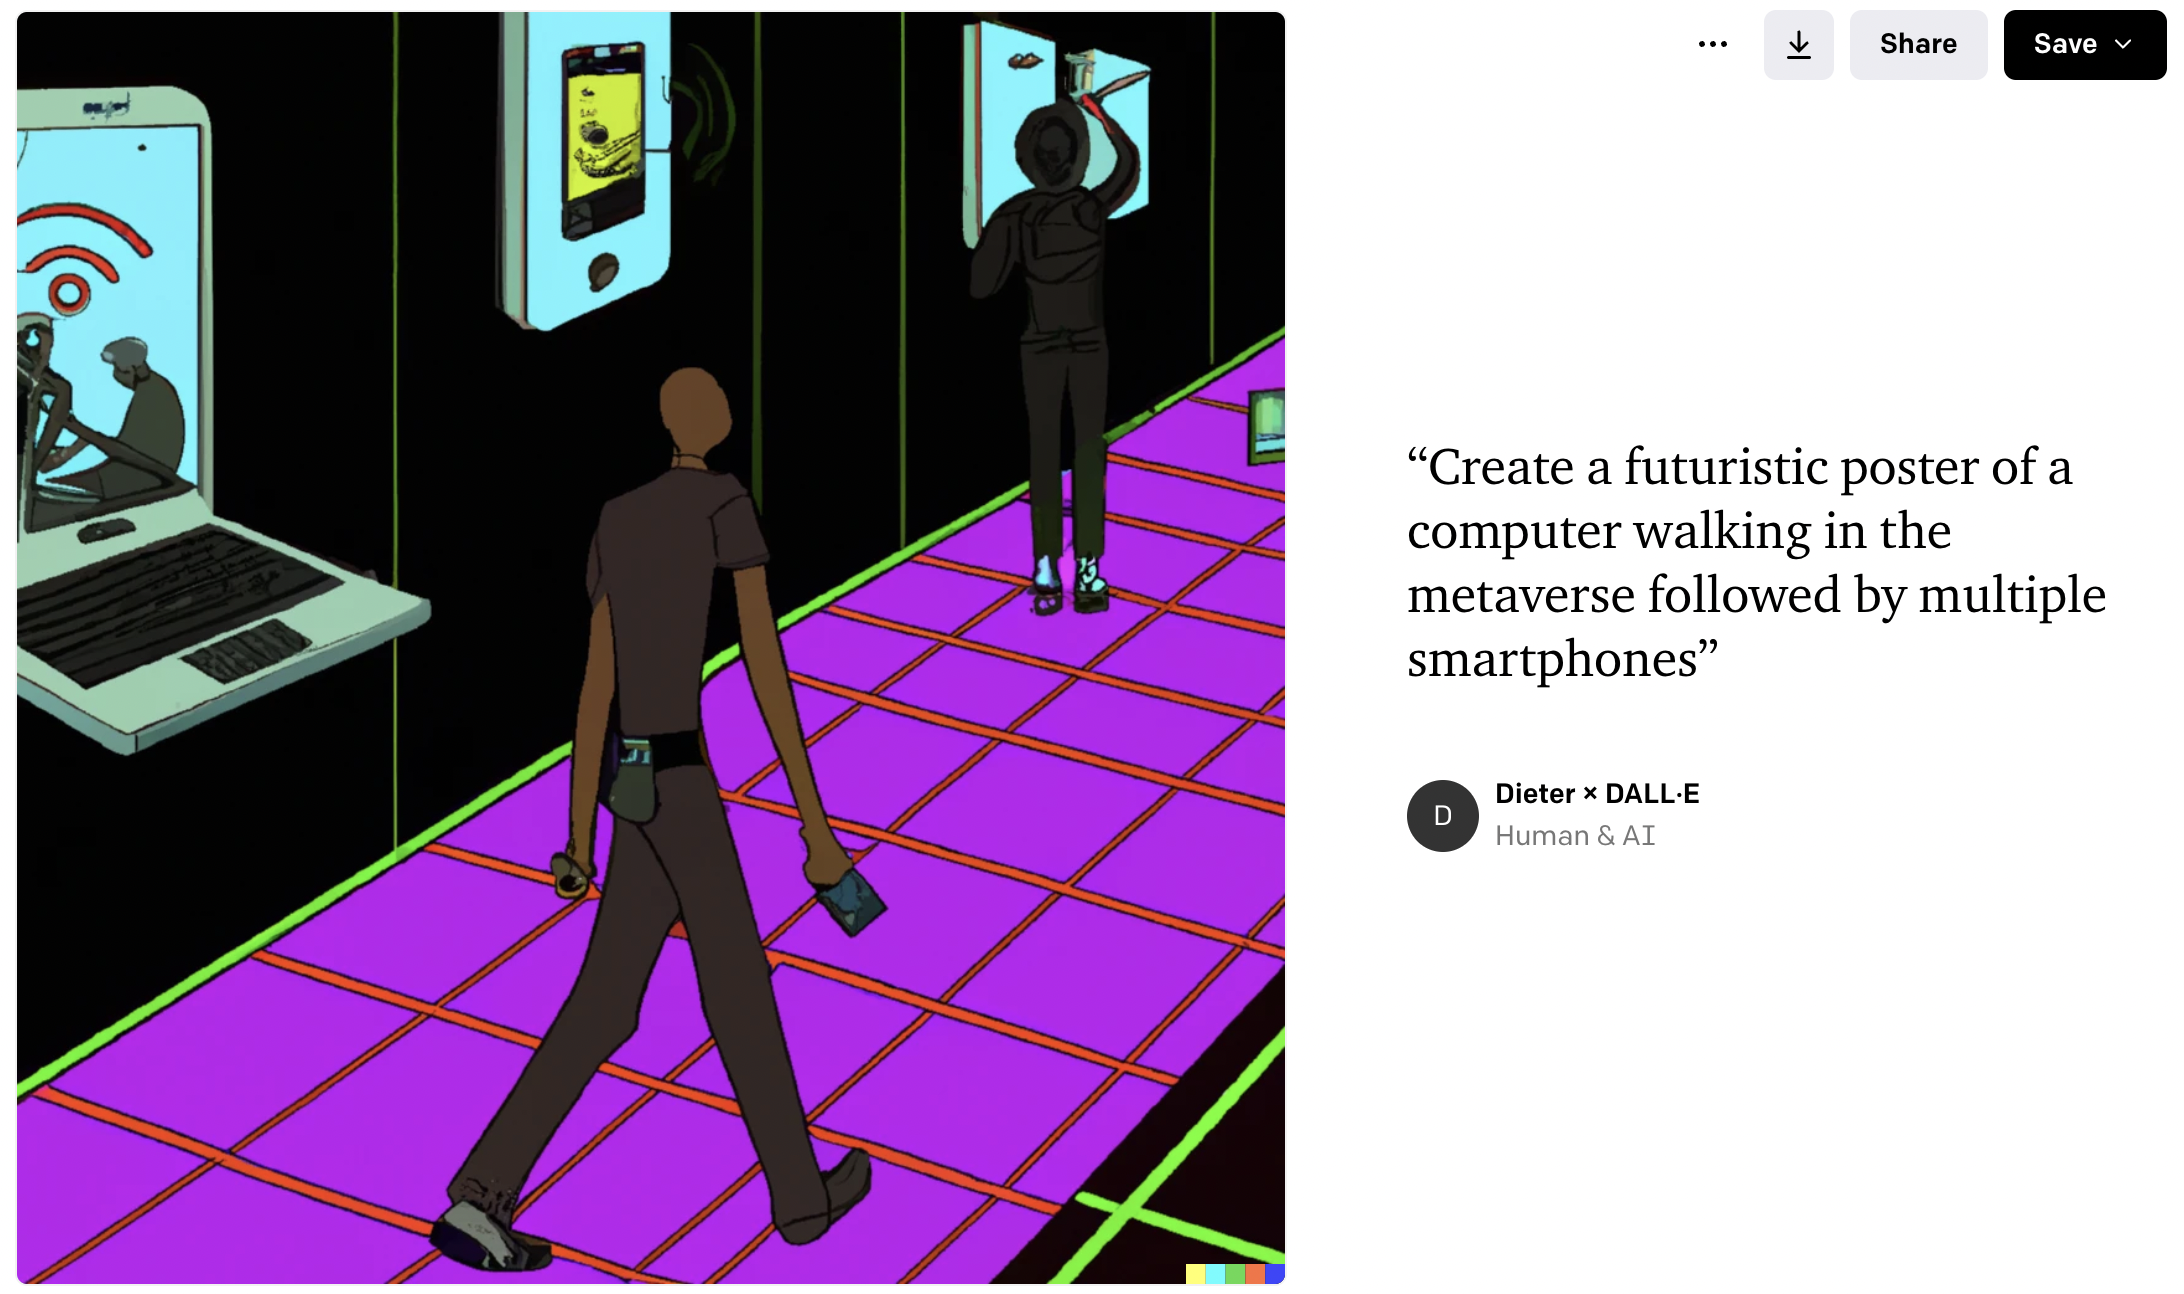 Share
Save
“Create a futuristic poster of a
computer walking in the
metaverse followed by multiple
smartphones”
D
Dieter × DALL·E
Human & AI